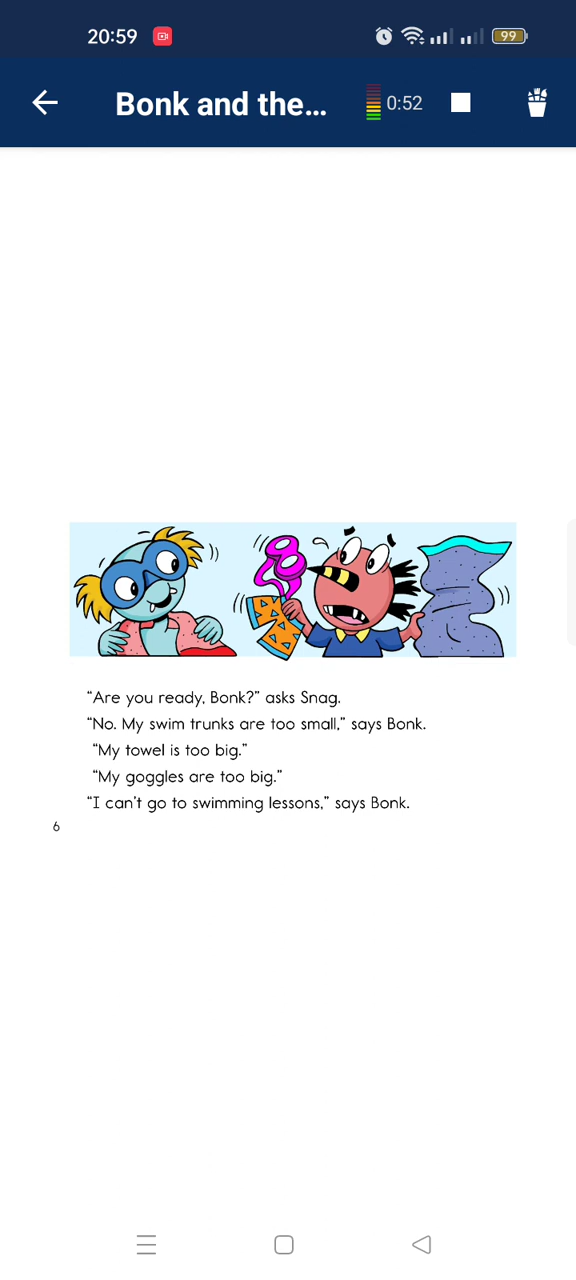 20:59
99
Bonk and the...
0:52
“Are you ready, Bonk?” asks Snag.
“No. My swim trunks are too small,” says Bonk.
“My towel is too big.”
“My goggles are too big.”
“I can’t go to swimming lessons,” says Bonk.
6